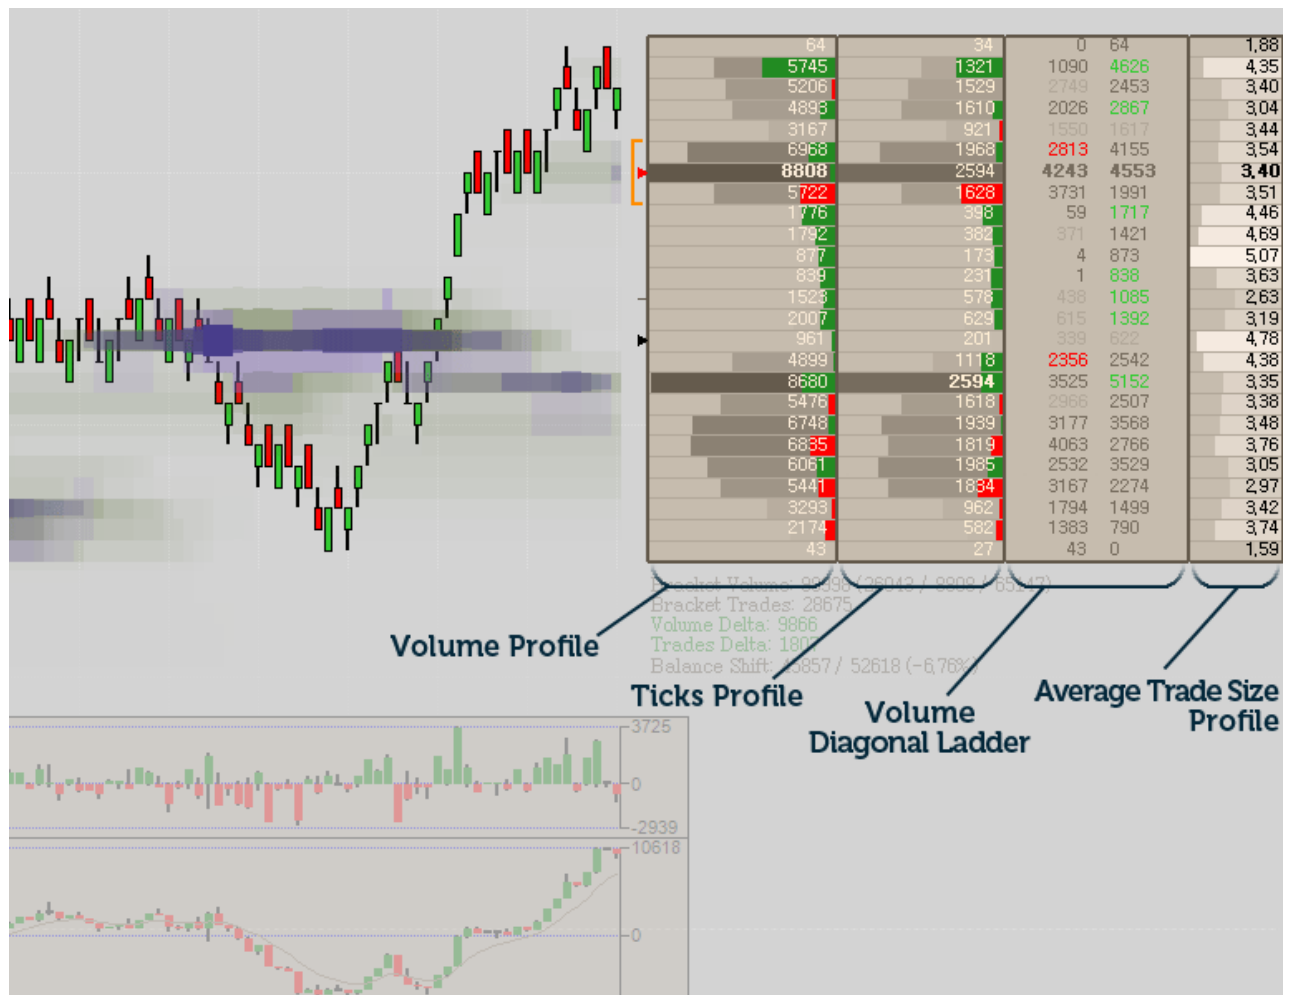 64 34 0 64 1,88
5745 1321 1090 4626 4,35
5206 1529 2749 2453 3,40
4893 1610 2026 2867 3,04
3167 921 1550 1617 3,44
6968 1968 2813 4155 3,54
8808 2594 4243 4553 3,40
5722 1628 3731 1991 3,51
1776 398 59 1717 4,46
1792 382 371 1421 4,69
877 173 4 873 5,07
839 231 1 838 3,63
1523 578 438 1085 2,63
2007 629 615 1392 3,19
961 201 339 622 4,78
4899 1118 2356 2542 4,38
8680 2594 3525 5152 3,35
5476 1618 2966 2507 3,38
6748 1939 3177 3568 3,48
6835 1819 4063 2766 3,76
6061 1985 2532 3529 3,05
5441 1834 3167 2274 2,97
3293 962 1794 1499 3,42
2174 582 1383 790 3,74
43 27 43 0 1,59
Bracket Volume: (26043 / 8808 / 65147)
Bracket Trades: 28675
Volume Delta: 9866
Trades Delta: 1807
Balance Shift: 45857 / 52618 (-6,76%)
Volume Profile
Ticks Profile
Volume
Diagonal Ladder
Average Trade Size
Profile
3725
0
-2939
10618
0